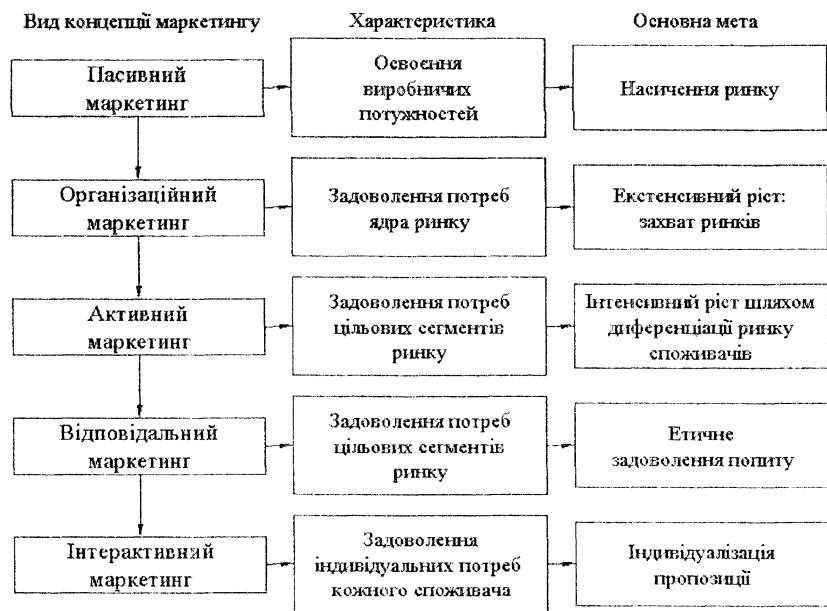 Вид концепції маркетингу
Характеристика
Основна мета
Пасивний
маркетинг
Освоєння
виробничих
потужностей
Насичення ринку
Організаційний
маркетинг
Задоволення потреб
ядра ринку
Екстенсивний ріст:
захват ринків
Активний
маркетинг
Задоволення потреб
цільових сегментів
ринку
Інтенсивний ріст шляхом
диференціації ринку
споживачів
Відповідальний
маркетинг
Задоволення потреб
цільових сегментів
ринку
Етичне
задоволення попиту
Інтерактивний
маркетинг
Задоволення
індивідуальних потреб
кожного споживача
Індивідуалізація
пропозиції